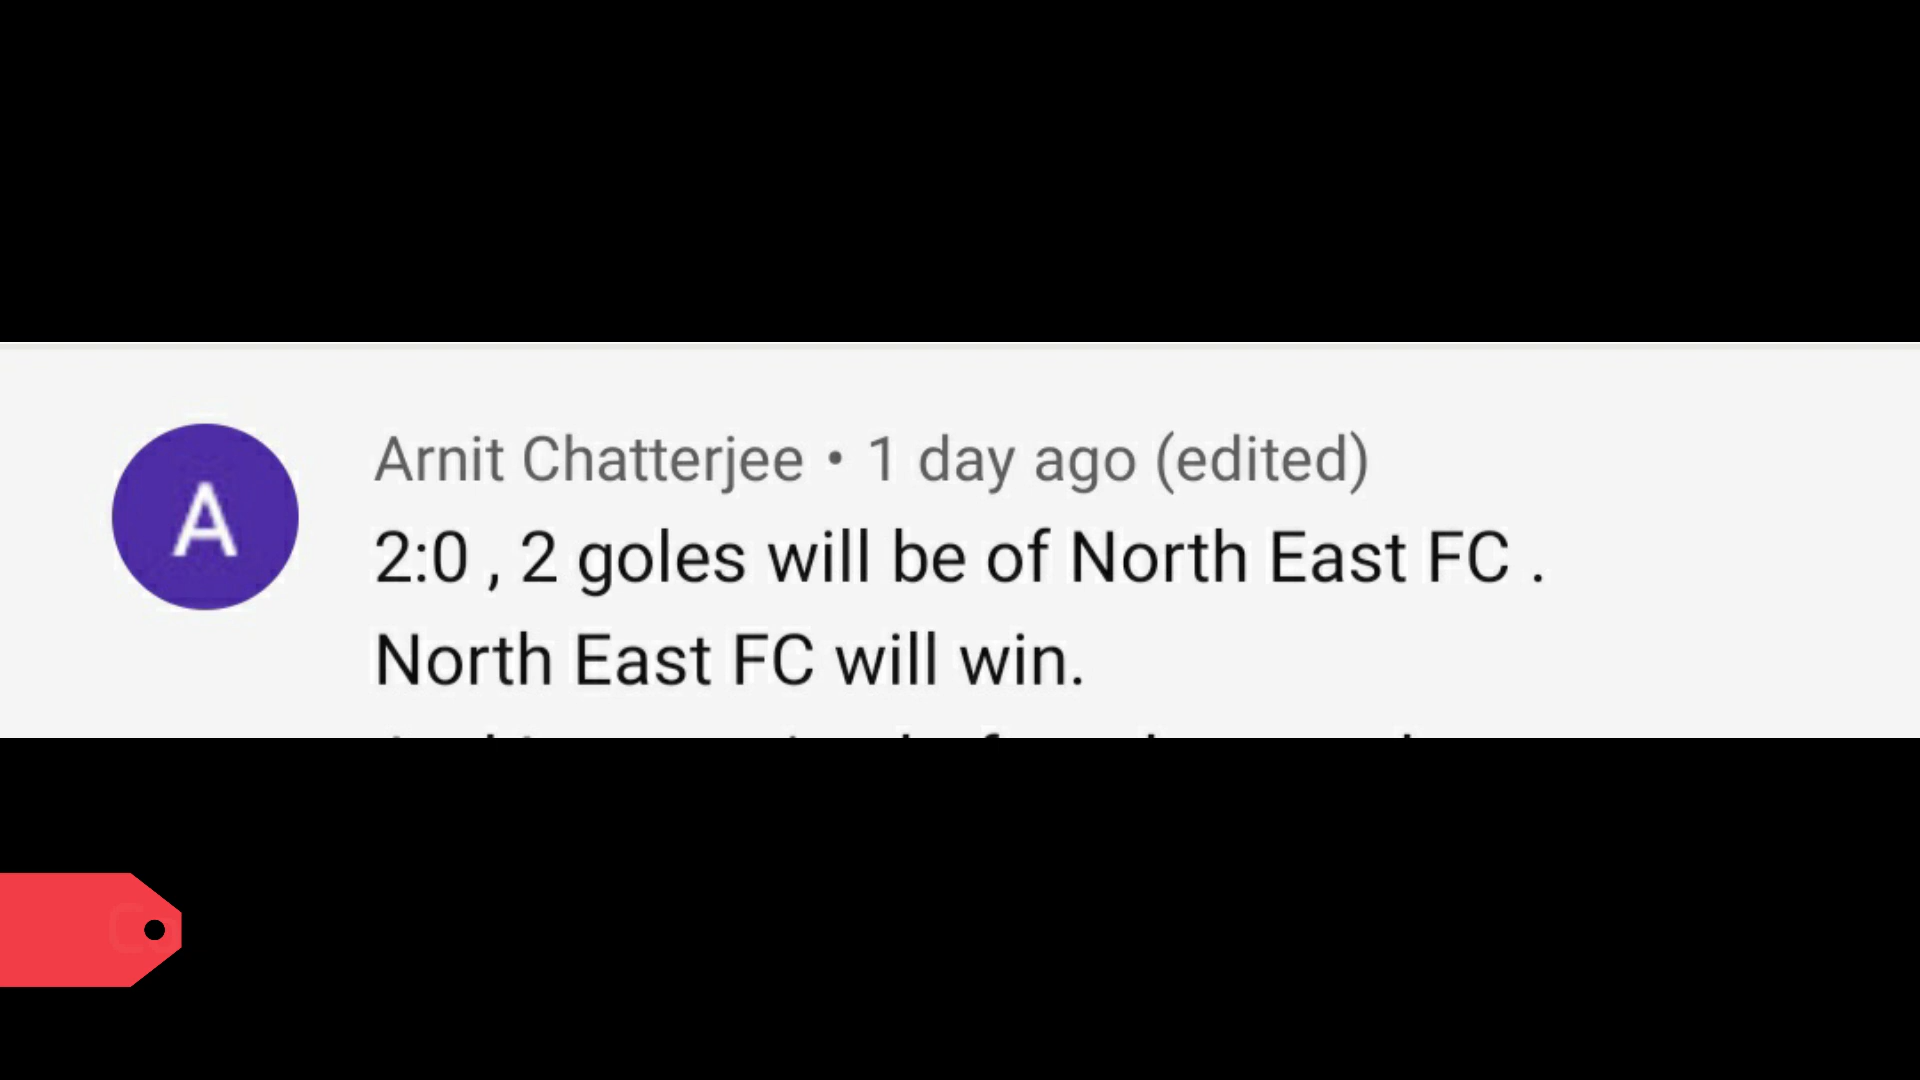 A
Arnit Chatterjee • 1 day ago (edited)
2:0 , 2 goles will be of North East FC .
North East FC will win.